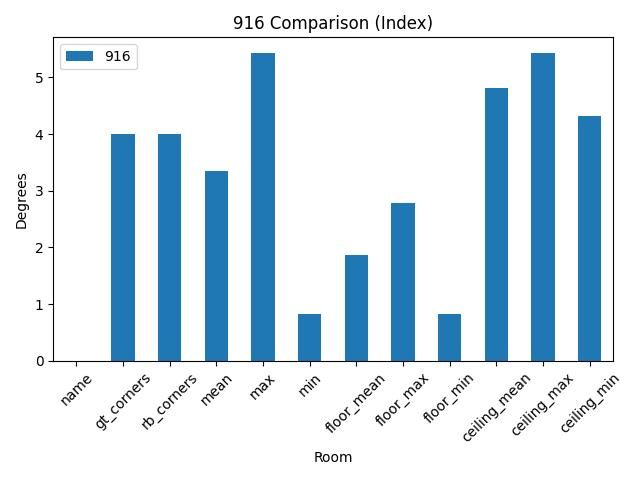 916 Comparison (Index)
916
Degrees
5
4
3
2
1
0
name
gt_corners
rb_corners
mean
max
min
floor_mean
floor_max
floor_min
ceiling_mean
ceiling_max
ceiling_min
Room